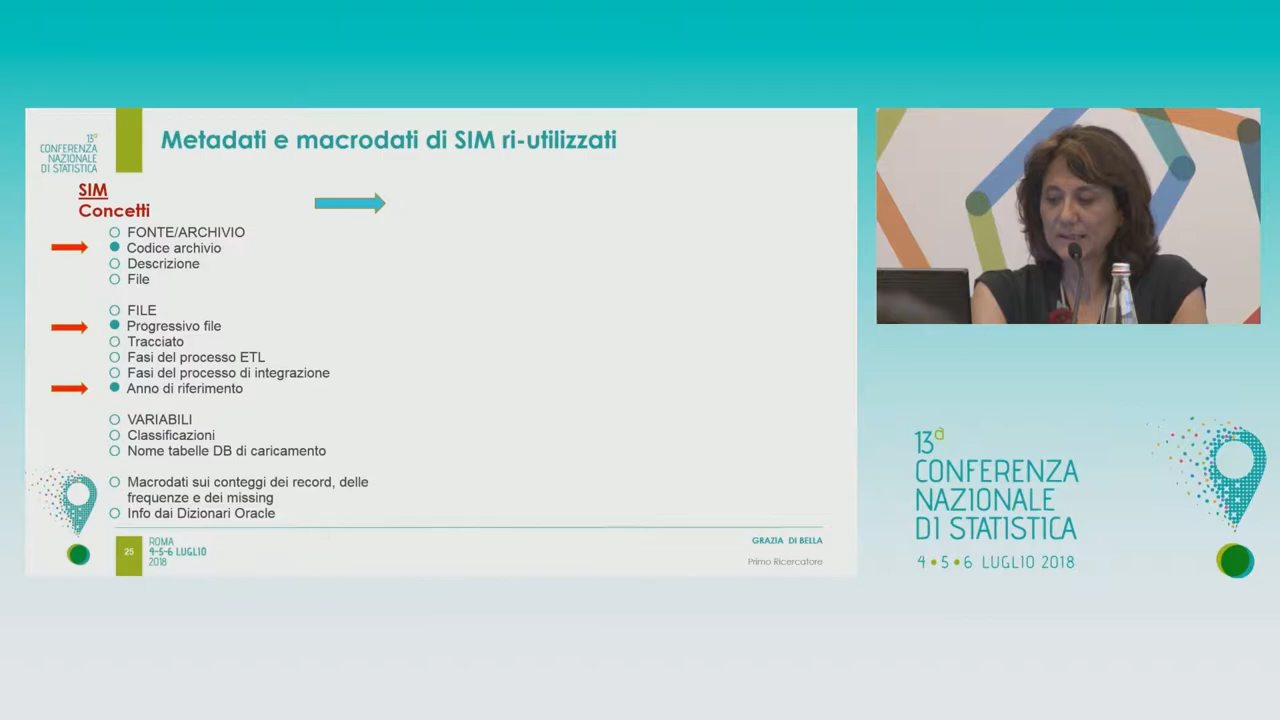 13ª
CONFERENZA
NAZIONALE
DI STATISTICA
Metadati e macrodati di SIM ri-utilizzati
SIM
Concetti
FONTE/ARCHIVIO
Codice archivio
Descrizione
File
FILE
Progressivo file
Tracciato
Fasi del processo ETL
Fasi del processo di integrazione
Anno di riferimento
VARIABILI
Classificazioni
Nome tabelle DB di caricamento
Macrodati sui conteggi dei record, delle
frequenze e dei missing
Info dai Dizionari Oracle
25
ROMA
4-5-6 LUGLIO
2018
GRAZIA DI BELLA
Primo Ricercatore
13a
CONFERENZA
NAZIONALE
DI STATISTICA
4 • 5 • 6 LUGLIO 2018